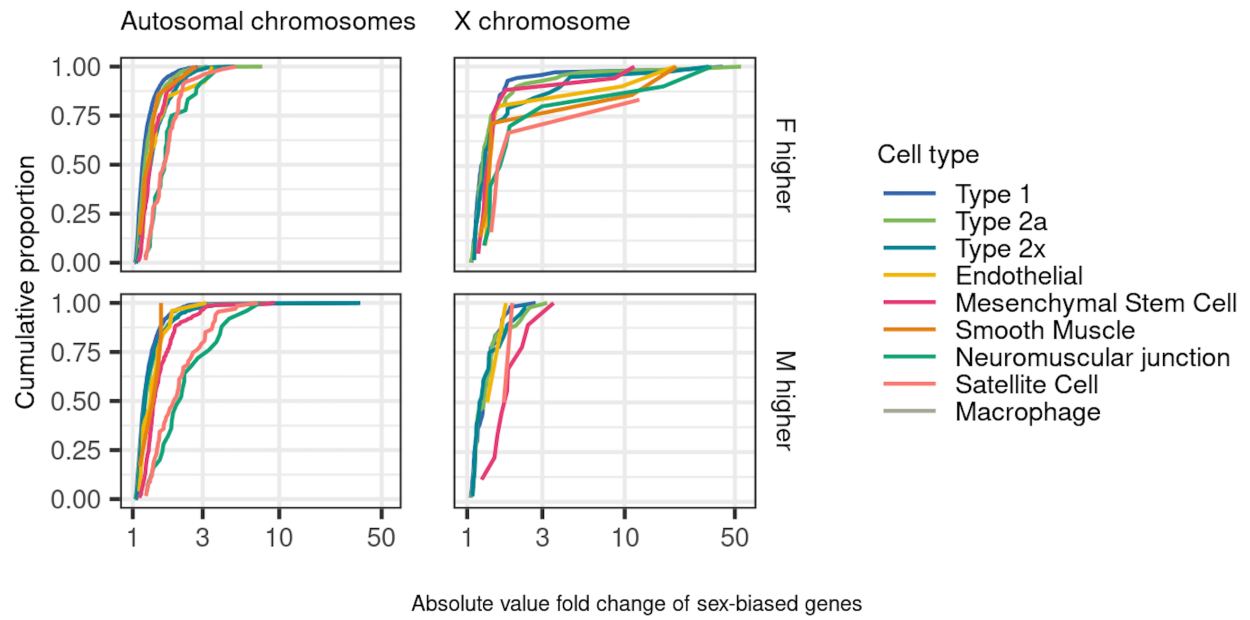 Autosomal chromosomes
X chromosome
Cumulative proportion
1.00
0.75
0.50
0.25
0.00
F higher
1.00
0.75
0.50
0.25
0.00
M higher
1
3
10
50
1
3
10
50
Absolute value fold change of sex-biased genes
Cell type
Type 1
Type 2a
Type 2x
Endothelial
Mesenchymal Stem Cell
Smooth Muscle
Neuromuscular junction
Satellite Cell
Macrophage